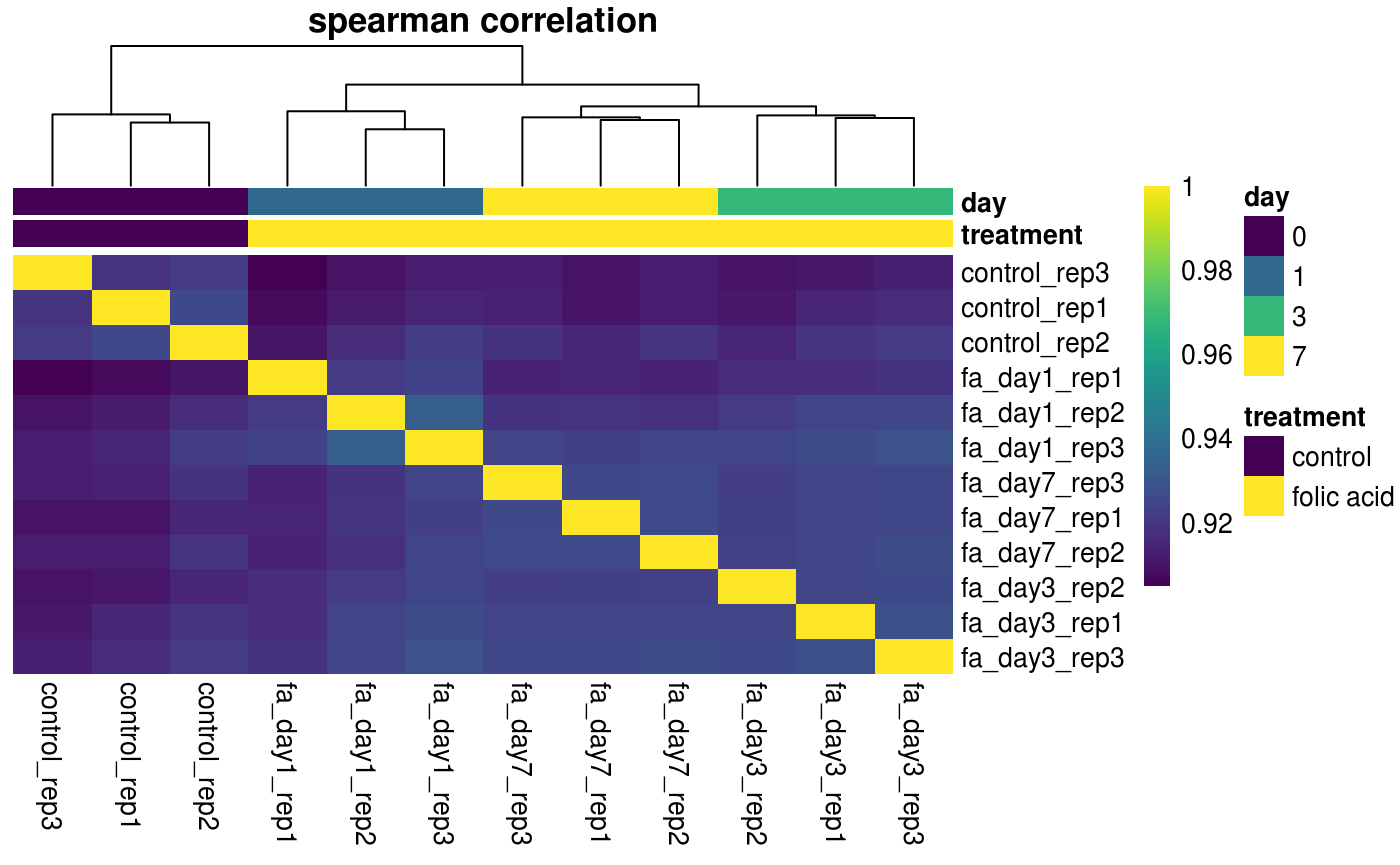 spearman correlation
day
treatment
control_rep3
control_rep1
control_rep2
fa_day1_rep1
fa_day1_rep2
fa_day1_rep3
fa_day7_rep3
fa_day7_rep1
fa_day7_rep2
fa_day3_rep2
fa_day3_rep1
fa_day3_rep3
control_rep3
control_rep1
control_rep2
fa_day1_rep1
fa_day1_rep2
fa_day1_rep3
fa_day7_rep3
fa_day7_rep1
fa_day7_rep2
fa_day3_rep2
fa_day3_rep1
fa_day3_rep3
1
0.98
0.96
0.94
0.92
day
0
1
3
7
treatment
control
folic acid